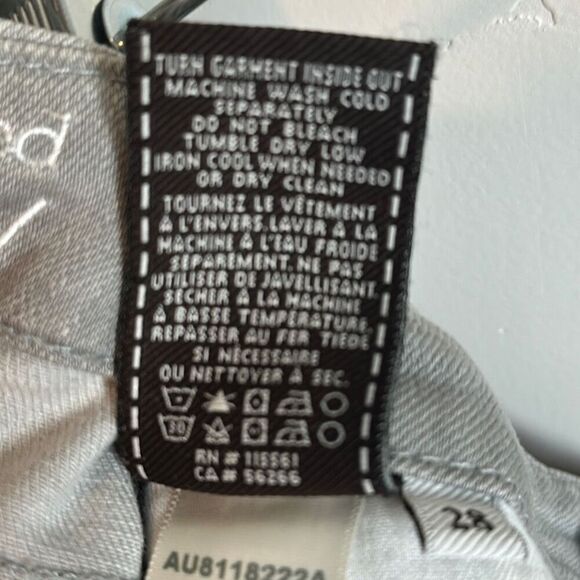 TURN GARMENT INSIDE OUT
MACHINE WASH COLD
SEPARATELY
DO NOT BLEACH
TUMBLE DRY LOW
IRON COOL WHEN NEEDED
OR DRY CLEAN
TOURNEZ LE VÊTEMENT
À L'ENVERS.LAVER À LA
MACHINE À L'EAU FROIDE
SÉPARÉMENT. NE PAS
UTILISER DE JAVELLISANT.
SÉCHER À LA MACHINE
À BASSE TEMPÉRATURE.
REPASSER AU FER TIÈDE
SI NÉCESSAIRE
OU NETTOYER À SEC.
30
RN # 118561
CA # 56266
28
AU8118222A